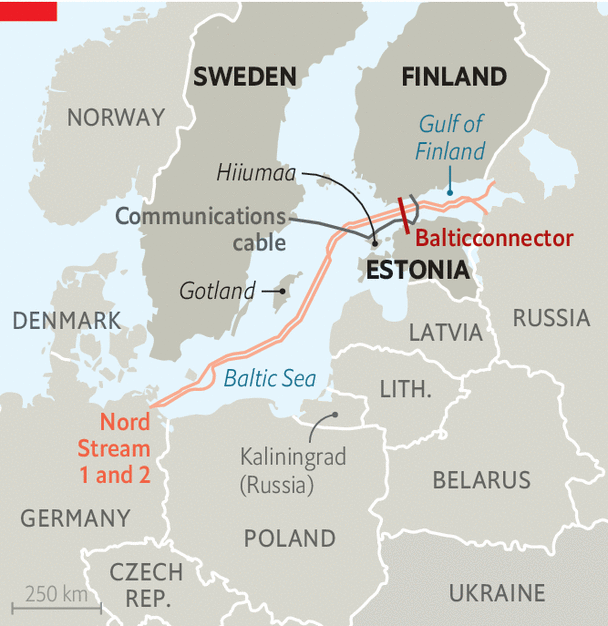 SWEDEN
FINLAND
NORWAY
Gulf of
Finland
Hiiumaa
Communications
cable
Balticconnector
ESTONIA
Gotland
DENMARK
RUSSIA
LATVIA
Baltic Sea
LITH.
Nord
Stream
1 and 2
Kaliningrad
(Russia)
BELARUS
GERMANY
POLAND
CZECH
REP.
250 km
UKRAINE